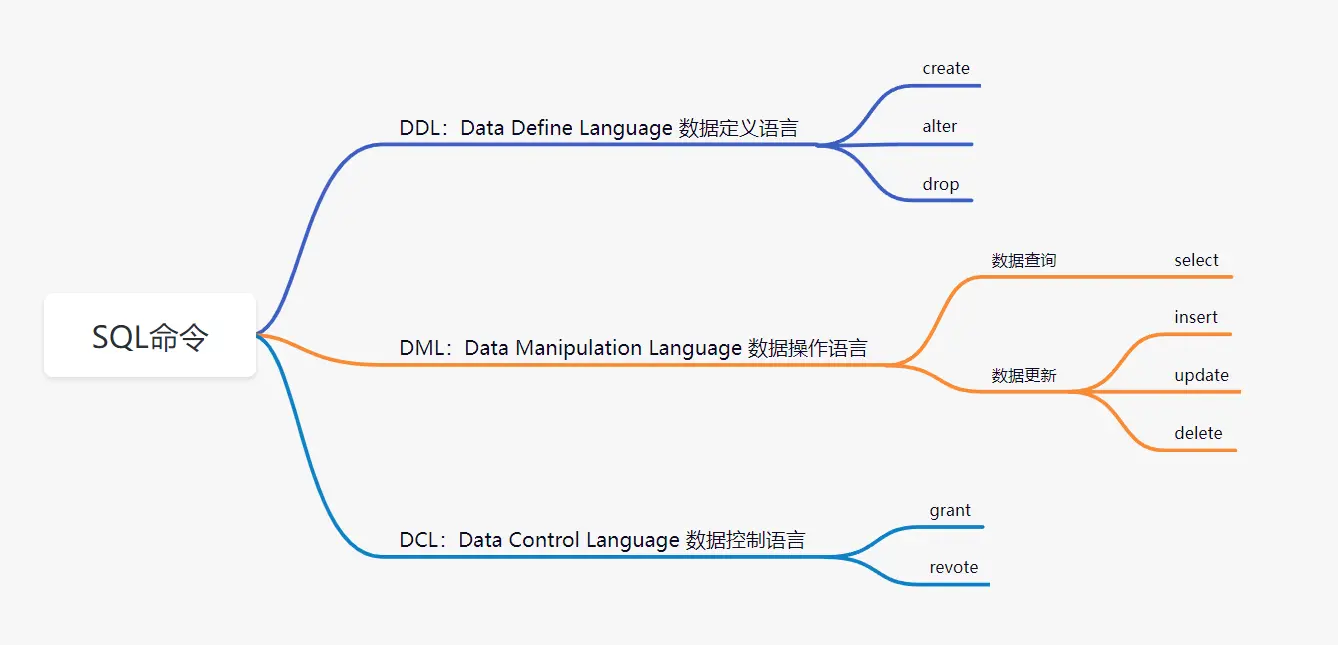 SQL命令
DDL：Data Define Language 数据定义语言
create
alter
drop
DML：Data Manipulation Language 数据操作语言
数据查询
select
数据更新
insert
update
delete
DCL：Data Control Language 数据控制语言
grant
revote